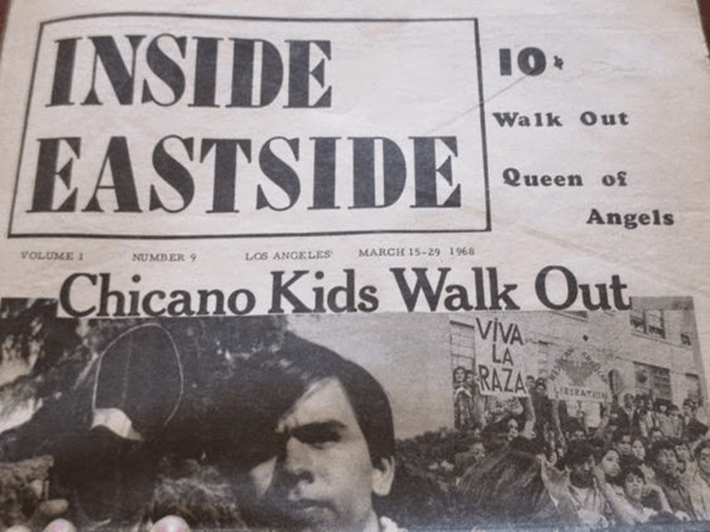 INSIDE
EASTSIDE
10¢
Walk Out
Queen of
Angels
VOLUME 1 NUMBER 9 LOS ANGELES MARCH 15-29 1968
Chicano Kids Walk Out
VIVA
LA
RAZA
LIBERATION